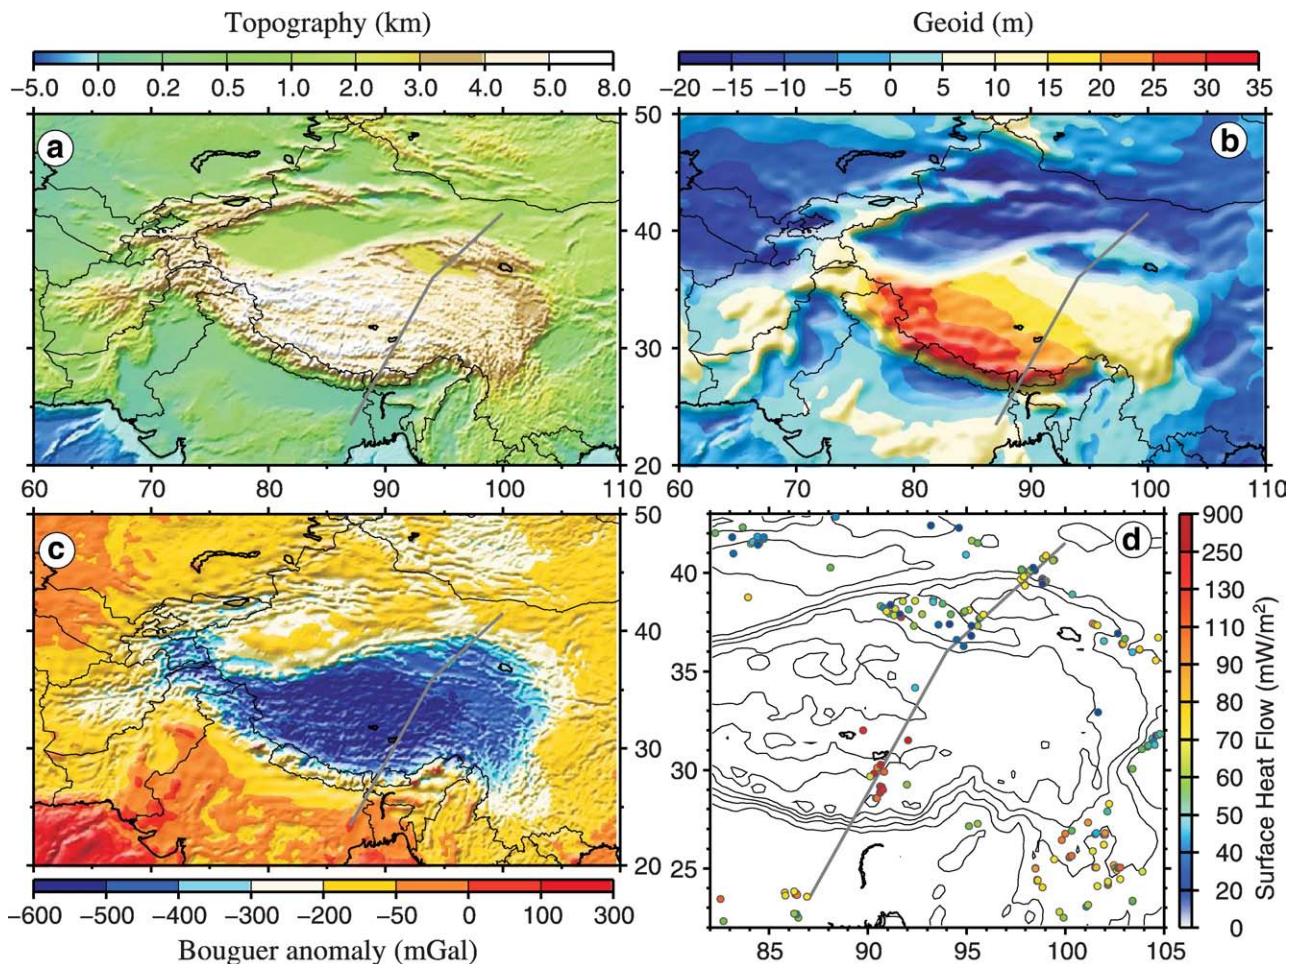 Topography (km)
−5.0 0.0 0.2 0.5 1.0 2.0 3.0 4.0 5.0 8.0
a
60 70 80 90 100 110
50
40
30
20
Geoid (m)
−20 −15 −10 −5 0 5 10 15 20 25 30 35
b
60 70 80 90 100 110
c
50
40
30
20
−600 −500 −400 −300 −200 −50 0 100 300
Bouguer anomaly (mGal)
d
40
35
30
25
85 90 95 100 105
900
250
130
110
90
80
70
60
50
40
20
0
Surface Heat Flow (mW/m²)